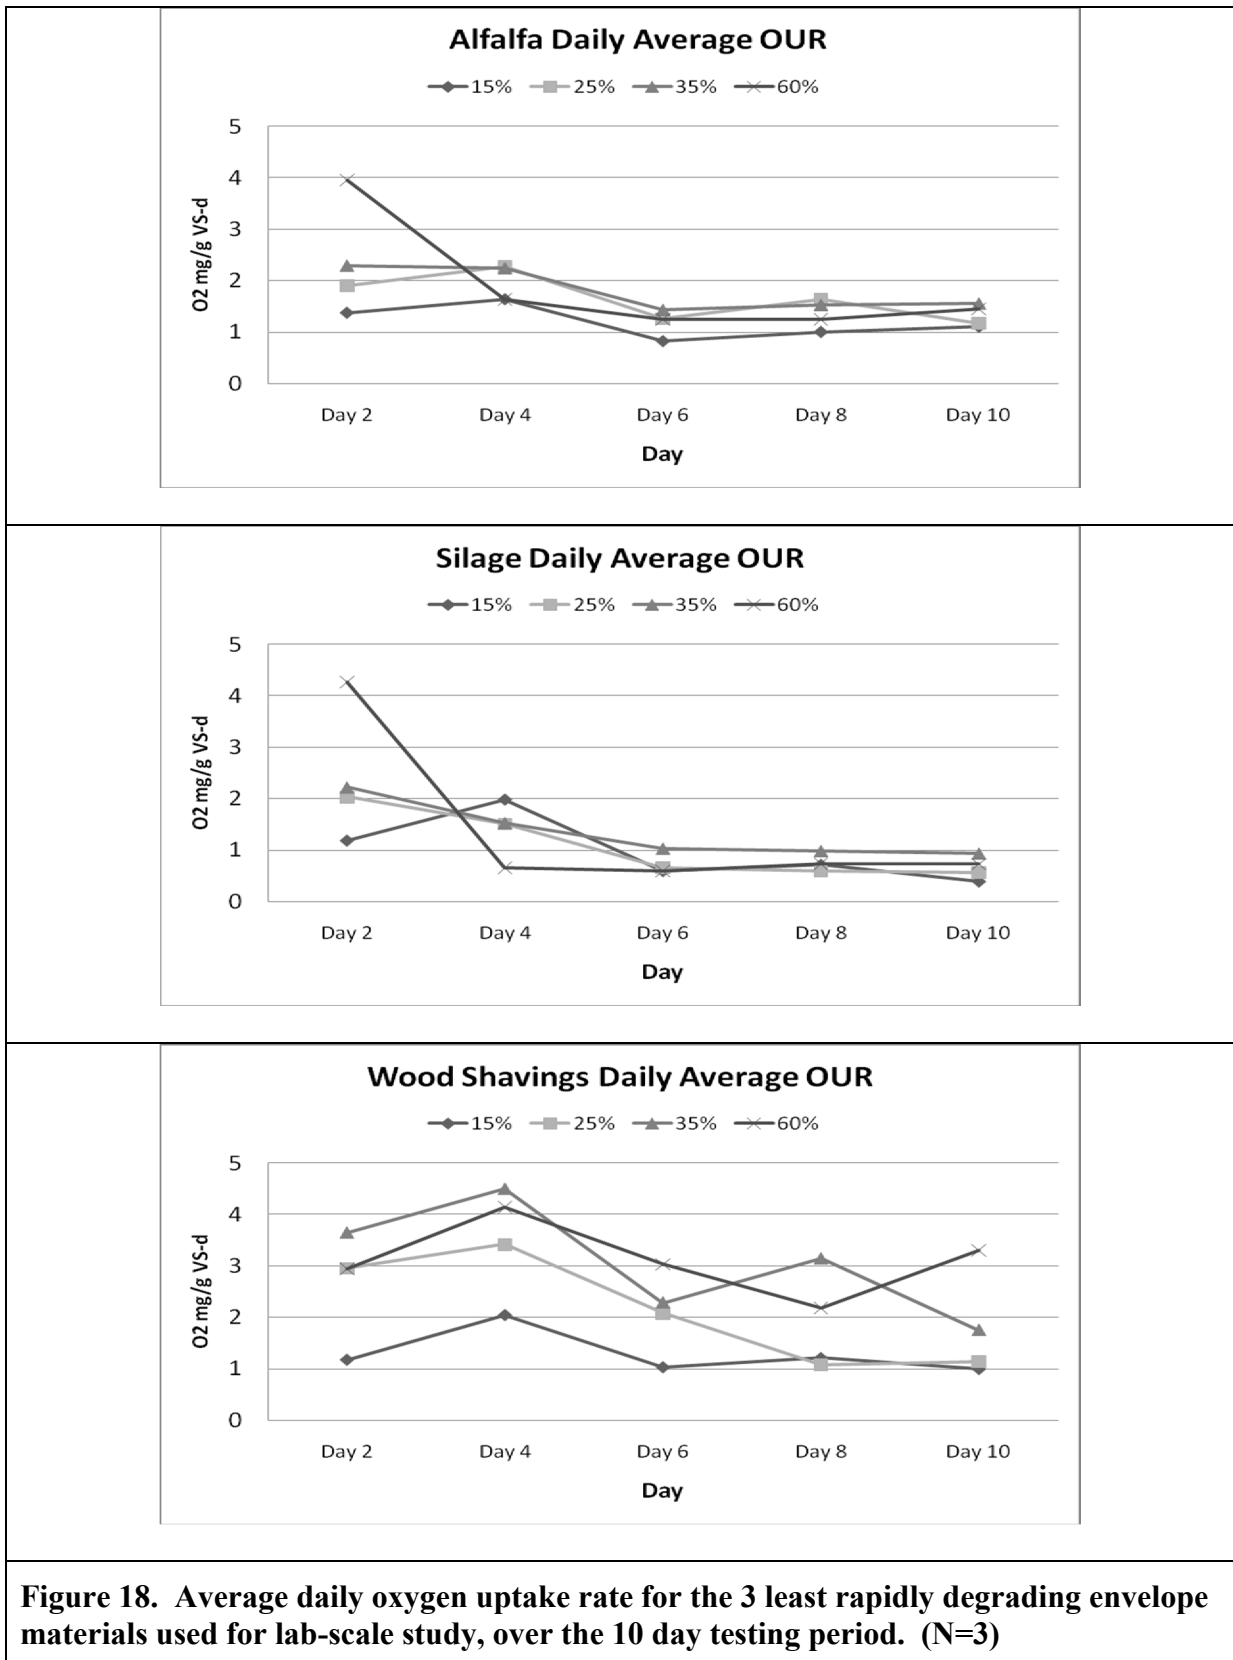 Alfalfa Daily Average OUR
15% 25% 35% 60%
5
4
3
2
1
0
O2 mg/g VS-d
Day 2 Day 4 Day 6 Day 8 Day 10
Day
Silage Daily Average OUR
15% 25% 35% 60%
5
4
3
2
1
0
O2 mg/g VS-d
Day 2 Day 4 Day 6 Day 8 Day 10
Day
Wood Shavings Daily Average OUR
15% 25% 35% 60%
5
4
3
2
1
0
O2 mg/g VS-d
Day 2 Day 4 Day 6 Day 8 Day 10
Day
Figure 18. Average daily oxygen uptake rate for the 3 least rapidly degrading envelope
materials used for lab-scale study, over the 10 day testing period. (N=3)